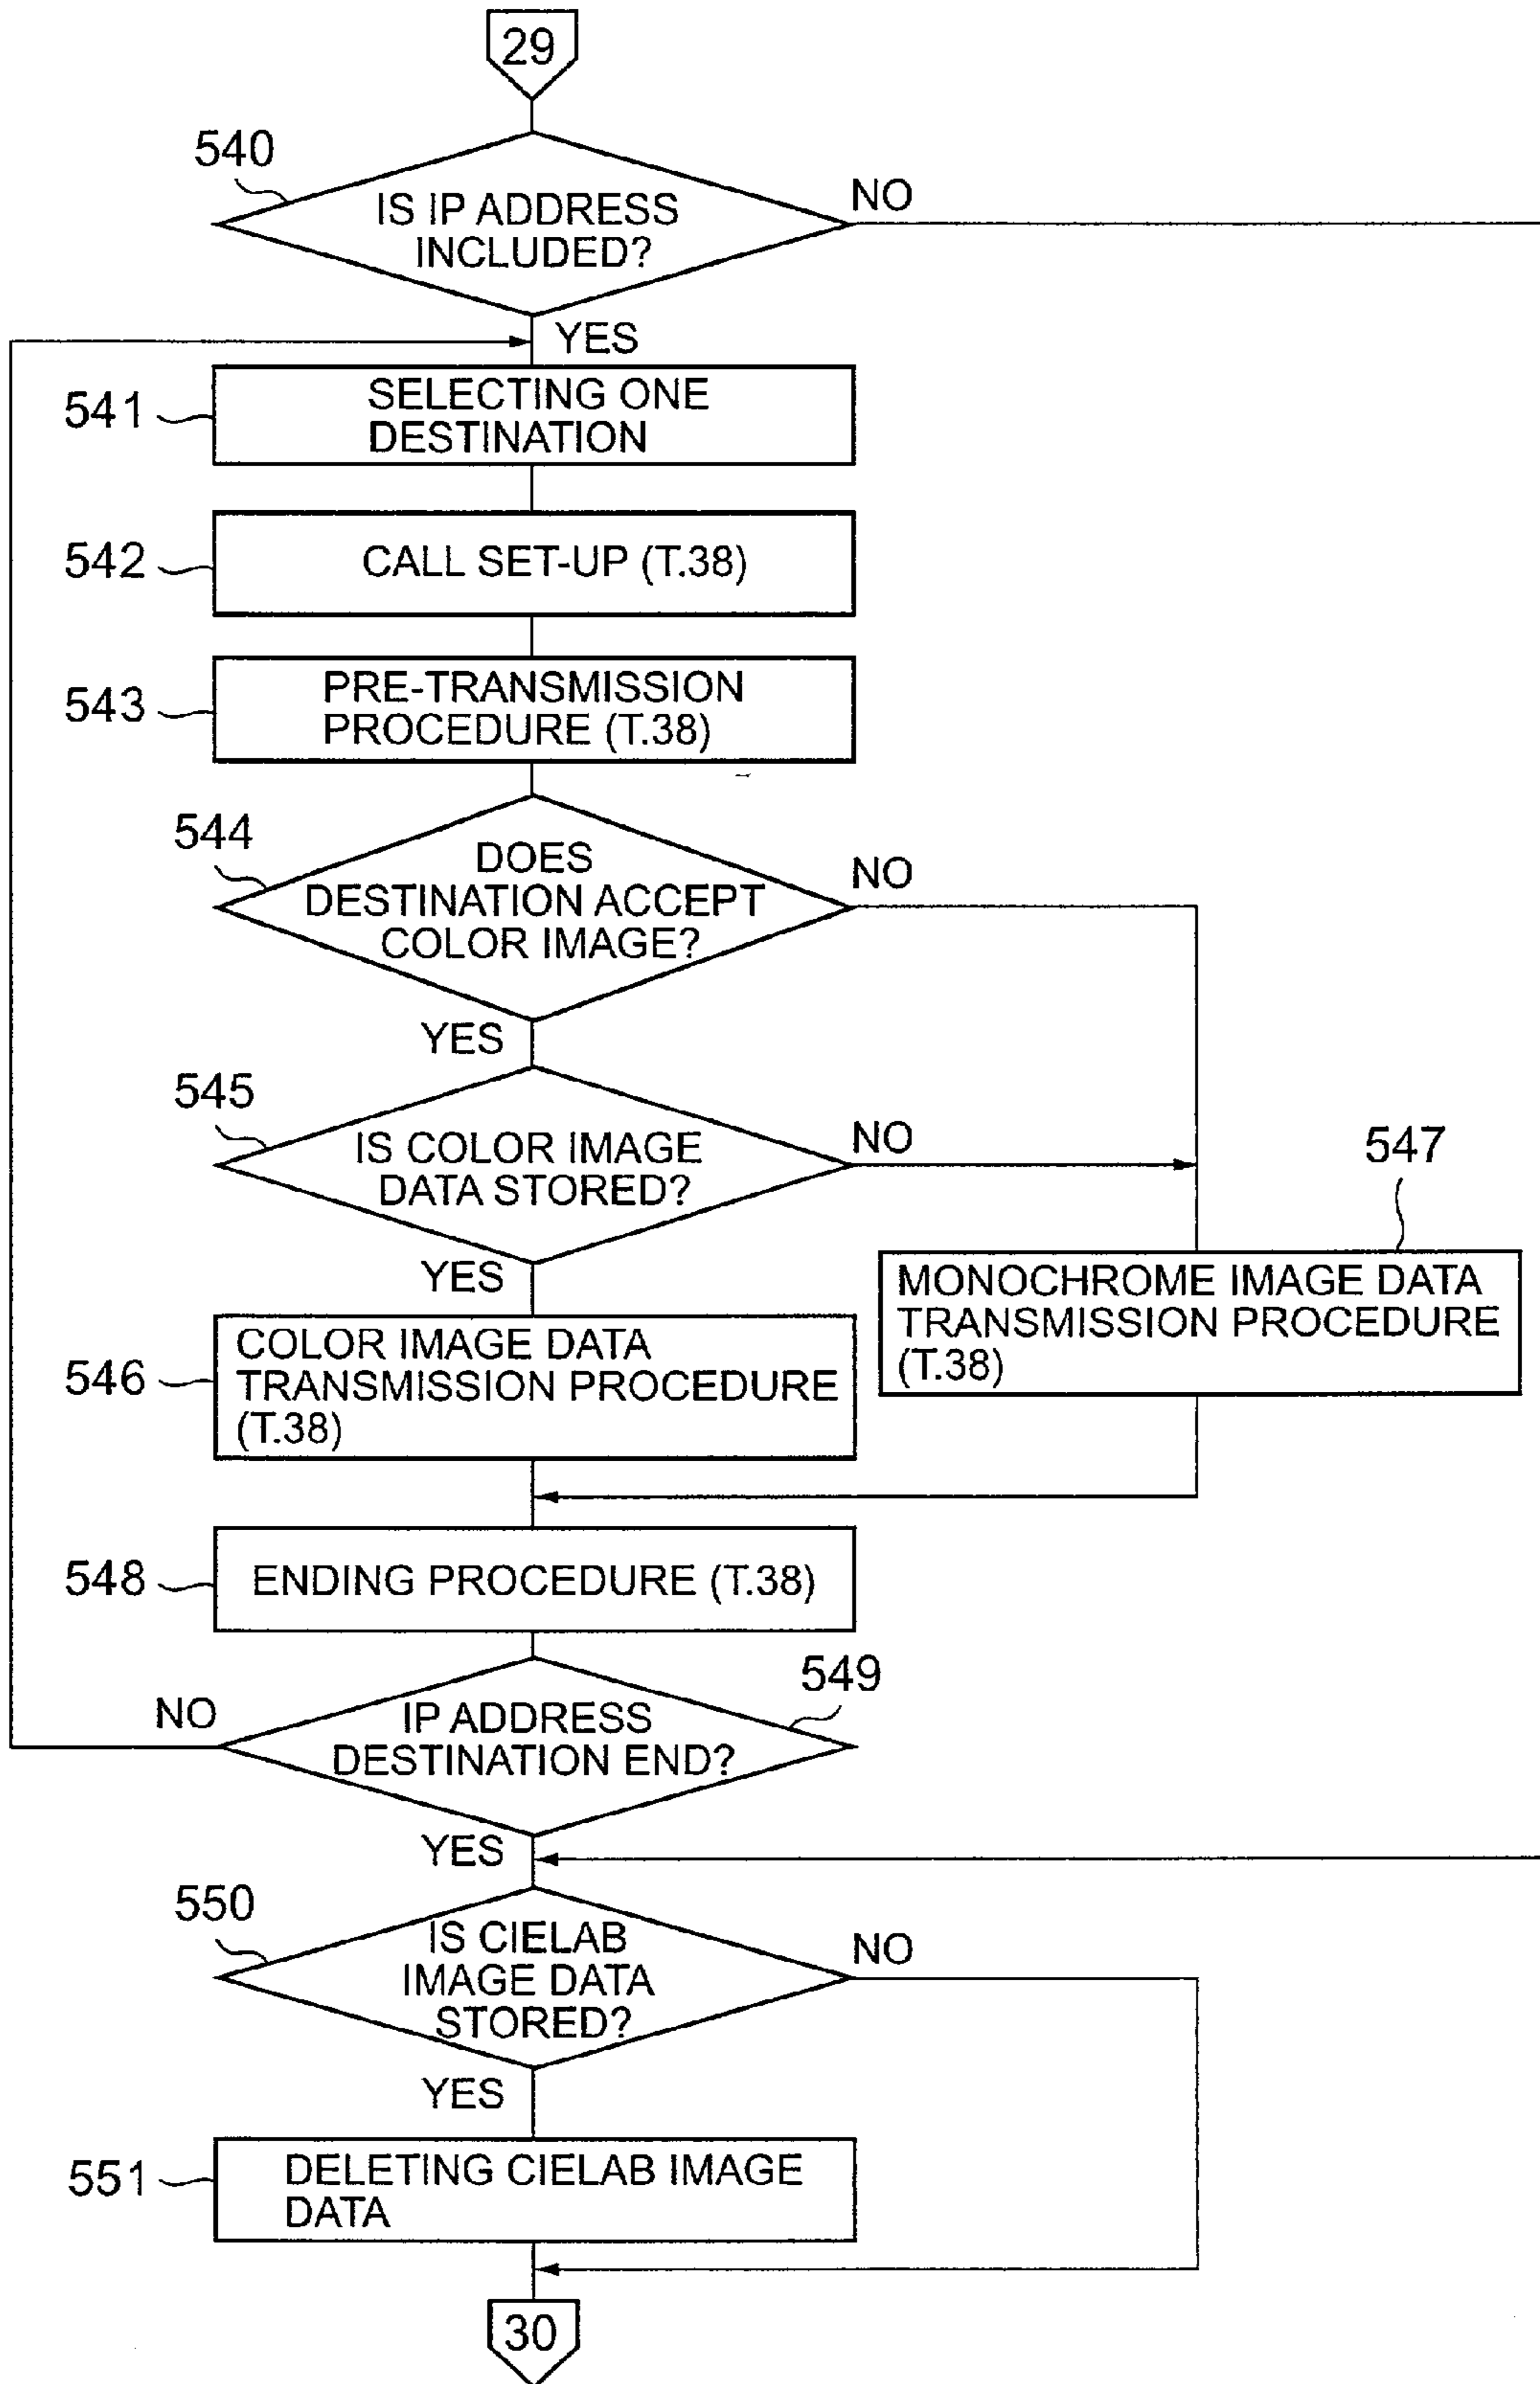 29
540
IS IP ADDRESS
INCLUDED?
NO
YES
541
SELECTING ONE
DESTINATION
542
CALL SET-UP (T.38)
543
PRE-TRANSMISSION
PROCEDURE (T.38)
544
DOES
DESTINATION ACCEPT
COLOR IMAGE?
NO
YES
545
IS COLOR IMAGE
DATA STORED?
NO
YES
547
MONOCHROME IMAGE DATA
TRANSMISSION PROCEDURE
(T.38)
546
COLOR IMAGE DATA
TRANSMISSION PROCEDURE
(T.38)
548
ENDING PROCEDURE (T.38)
549
IP ADDRESS
DESTINATION END?
NO
YES
550
IS CIELAB
IMAGE DATA
STORED?
NO
YES
551
DELETING CIELAB IMAGE
DATA
30